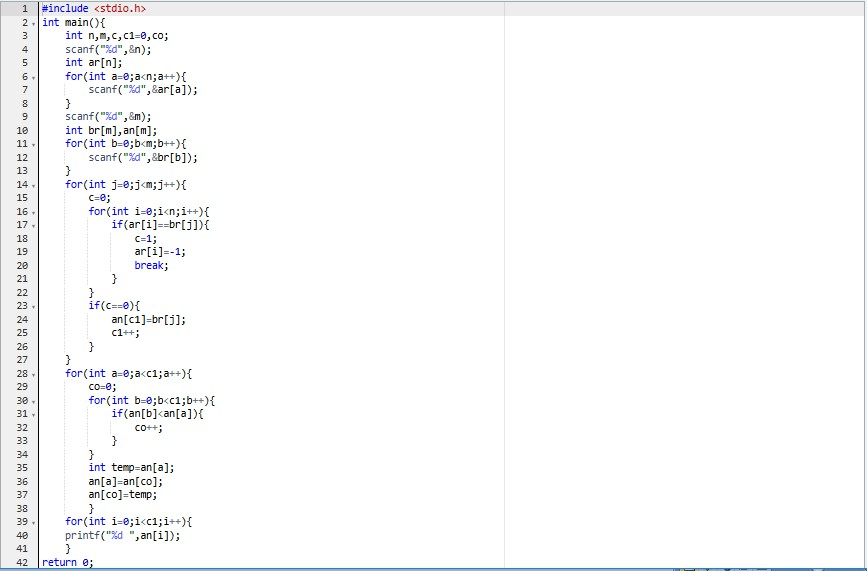 1 #include <stdio.h>
2 int main(){
3 int n,m,c,c1=0,co;
4 scanf("%d",&n);
5 int ar[n];
6 for(int a=0;a<n;a++){
7 scanf("%d",&ar[a]);
8 }
9 scanf("%d",&m);
10 int br[m],an[m];
11 for(int b=0;b<m;b++){
12 scanf("%d",&br[b]);
13 }
14 for(int j=0;j<m;j++){
15 c=0;
16 for(int i=0;i<n;i++){
17 if(ar[i]==br[j]){
18 c=1;
19 ar[i]=-1;
20 break;
21 }
22 }
23 if(c==0){
24 an[c1]=br[j];
25 c1++;
26 }
27 }
28 for(int a=0;a<c1;a++){
29 co=0;
30 for(int b=0;b<c1;b++){
31 if(an[b]<an[a]){
32 co++;
33 }
34 }
35 int temp=an[a];
36 an[a]=an[co];
37 an[co]=temp;
38 }
39 for(int i=0;i<c1;i++){
40 printf("%d ",an[i]);
41 }
42 return 0;